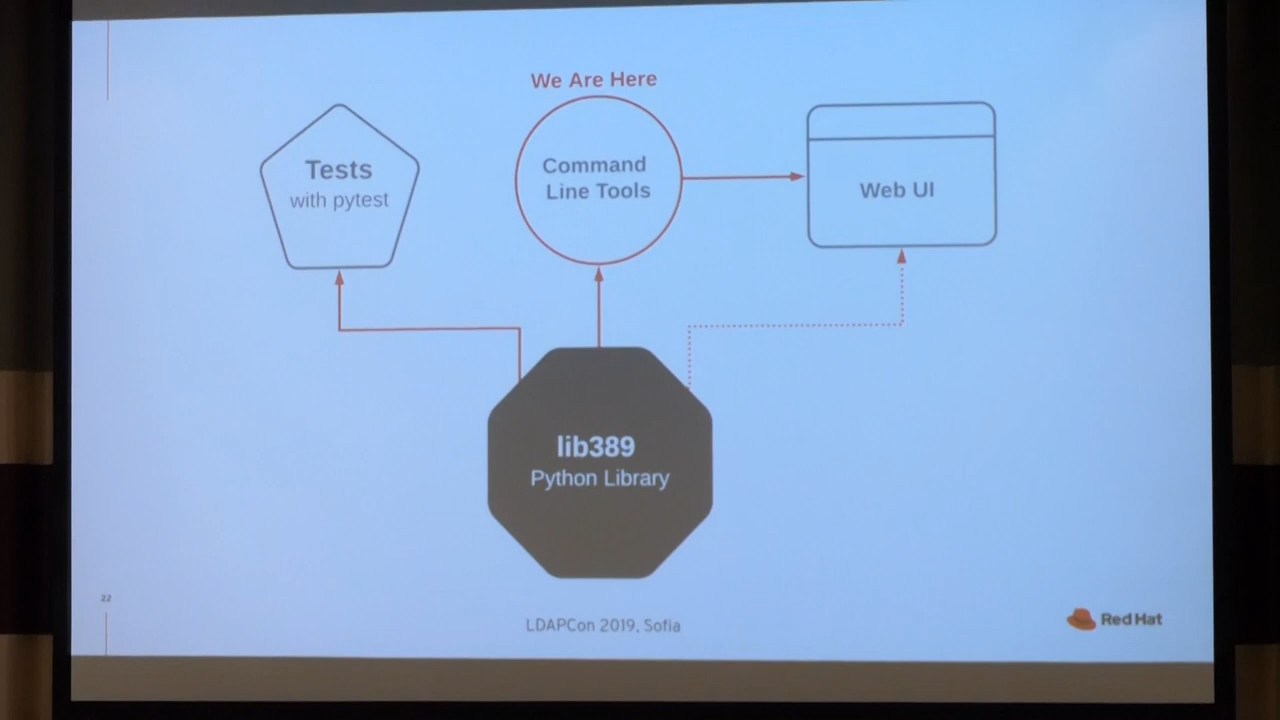 We Are Here
Tests
with pytest
Command
Line Tools
Web UI
lib389
Python Library
22
LDAPCon 2019, Sofia
Red Hat